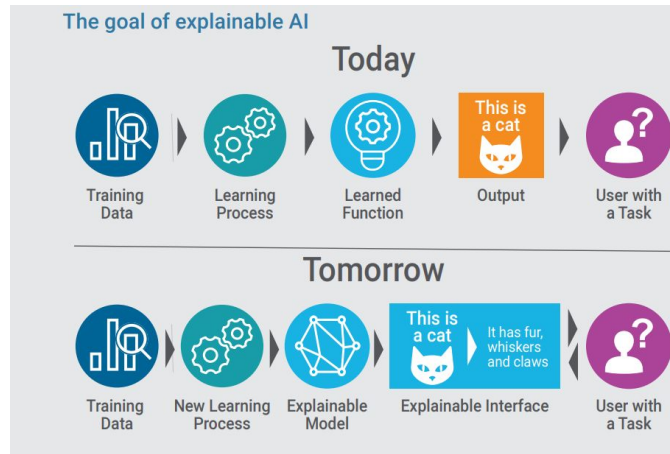 The goal of explainable AI
Today
This is
a cat
Training
Data
Learning
Process
Learned
Function
Output
User with
a Task
Tomorrow
This is
a cat
It has fur,
whiskers
and claws
Training
Data
New Learning
Process
Explainable
Model
Explainable Interface
User with
a Task